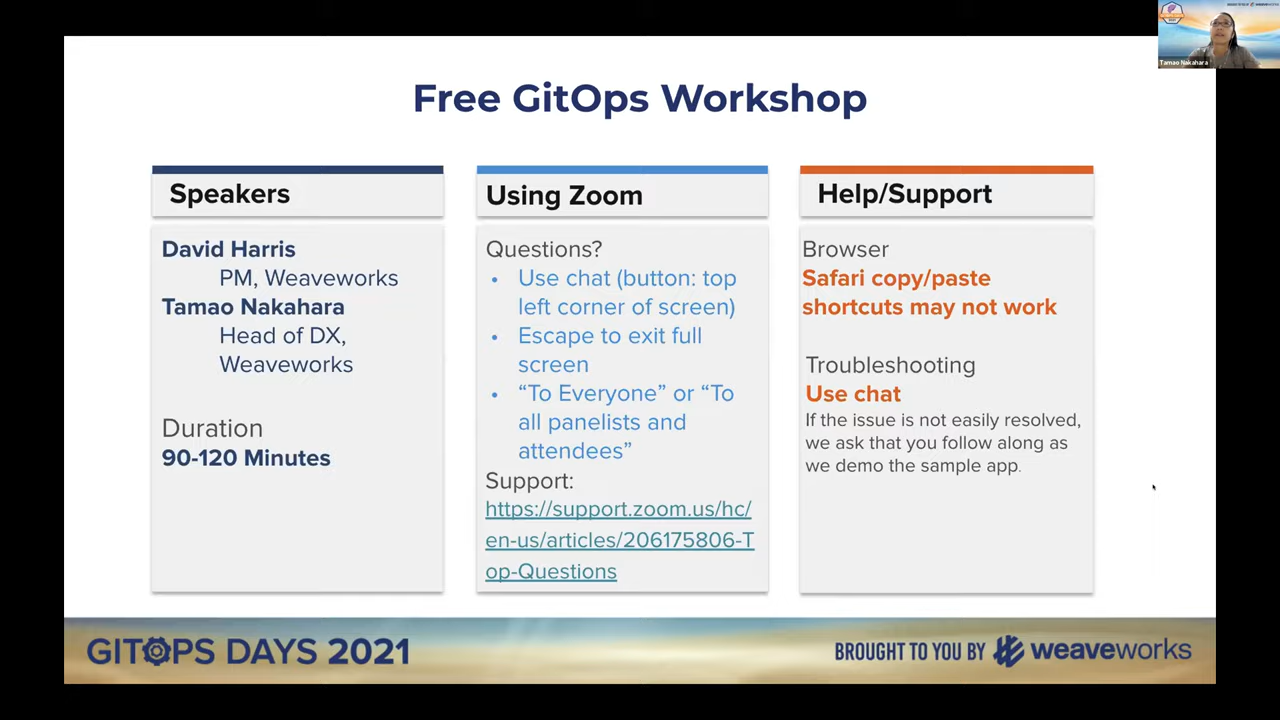 Tamao Nakahara
Free GitOps Workshop
Speakers
David Harris
PM, Weaveworks
Tamao Nakahara
Head of DX,
Weaveworks
Duration
90-120 Minutes
Using Zoom
Questions?
• Use chat (button: top
left corner of screen)
• Escape to exit full
screen
• “To Everyone” or “To
all panelists and
attendees”
Support:
https://support.zoom.us/hc/
en-us/articles/206175806-T
op-Questions
Help/Support
Browser
Safari copy/paste
shortcuts may not work
Troubleshooting
Use chat
If the issue is not easily resolved,
we ask that you follow along as
we demo the sample app.
GITOPS DAYS 2021
BROUGHT TO YOU BY weaveworks